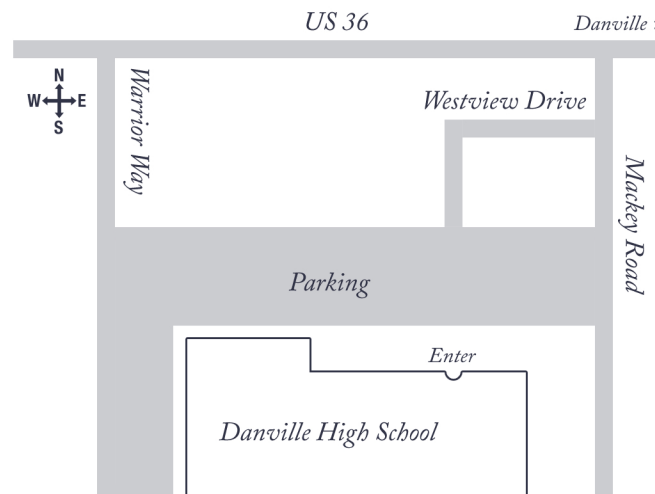 US 36
Danville
N
W E
S
Warrior Way
Westview Drive
Mackey Road
Parking
Enter
Danville High School